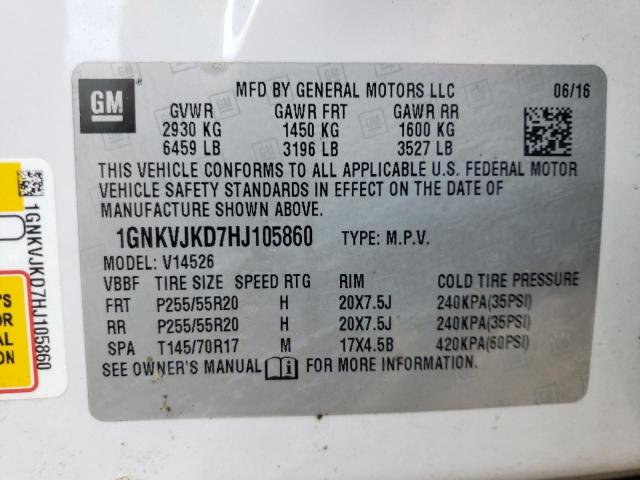 GM
MFD BY GENERAL MOTORS LLC 06/16
GVWR GAWR FRT GAWR RR
2930 KG 1450 KG 1600 KG
6459 LB 3196 LB 3527 LB
THIS VEHICLE CONFORMS TO ALL APPLICABLE U.S. FEDERAL MOTOR
VEHICLE SAFETY STANDARDS IN EFFECT ON THE DATE OF
MANUFACTURE SHOWN ABOVE.
1GNKVJKD7HJ105860 TYPE: M.P.V.
MODEL: V14526
VBBF TIRE SIZE SPEED RTG RIM COLD TIRE PRESSURE
FRT P255/55R20 H 20X7.5J 240KPA(35PSI)
RR P255/55R20 H 20X7.5J 240KPA(35PSI)
SPA T145/70R17 M 17X4.5B 420KPA(60PSI)
SEE OWNER'S MANUAL FOR MORE INFORMATION
1GNKVJKD7HJ105860